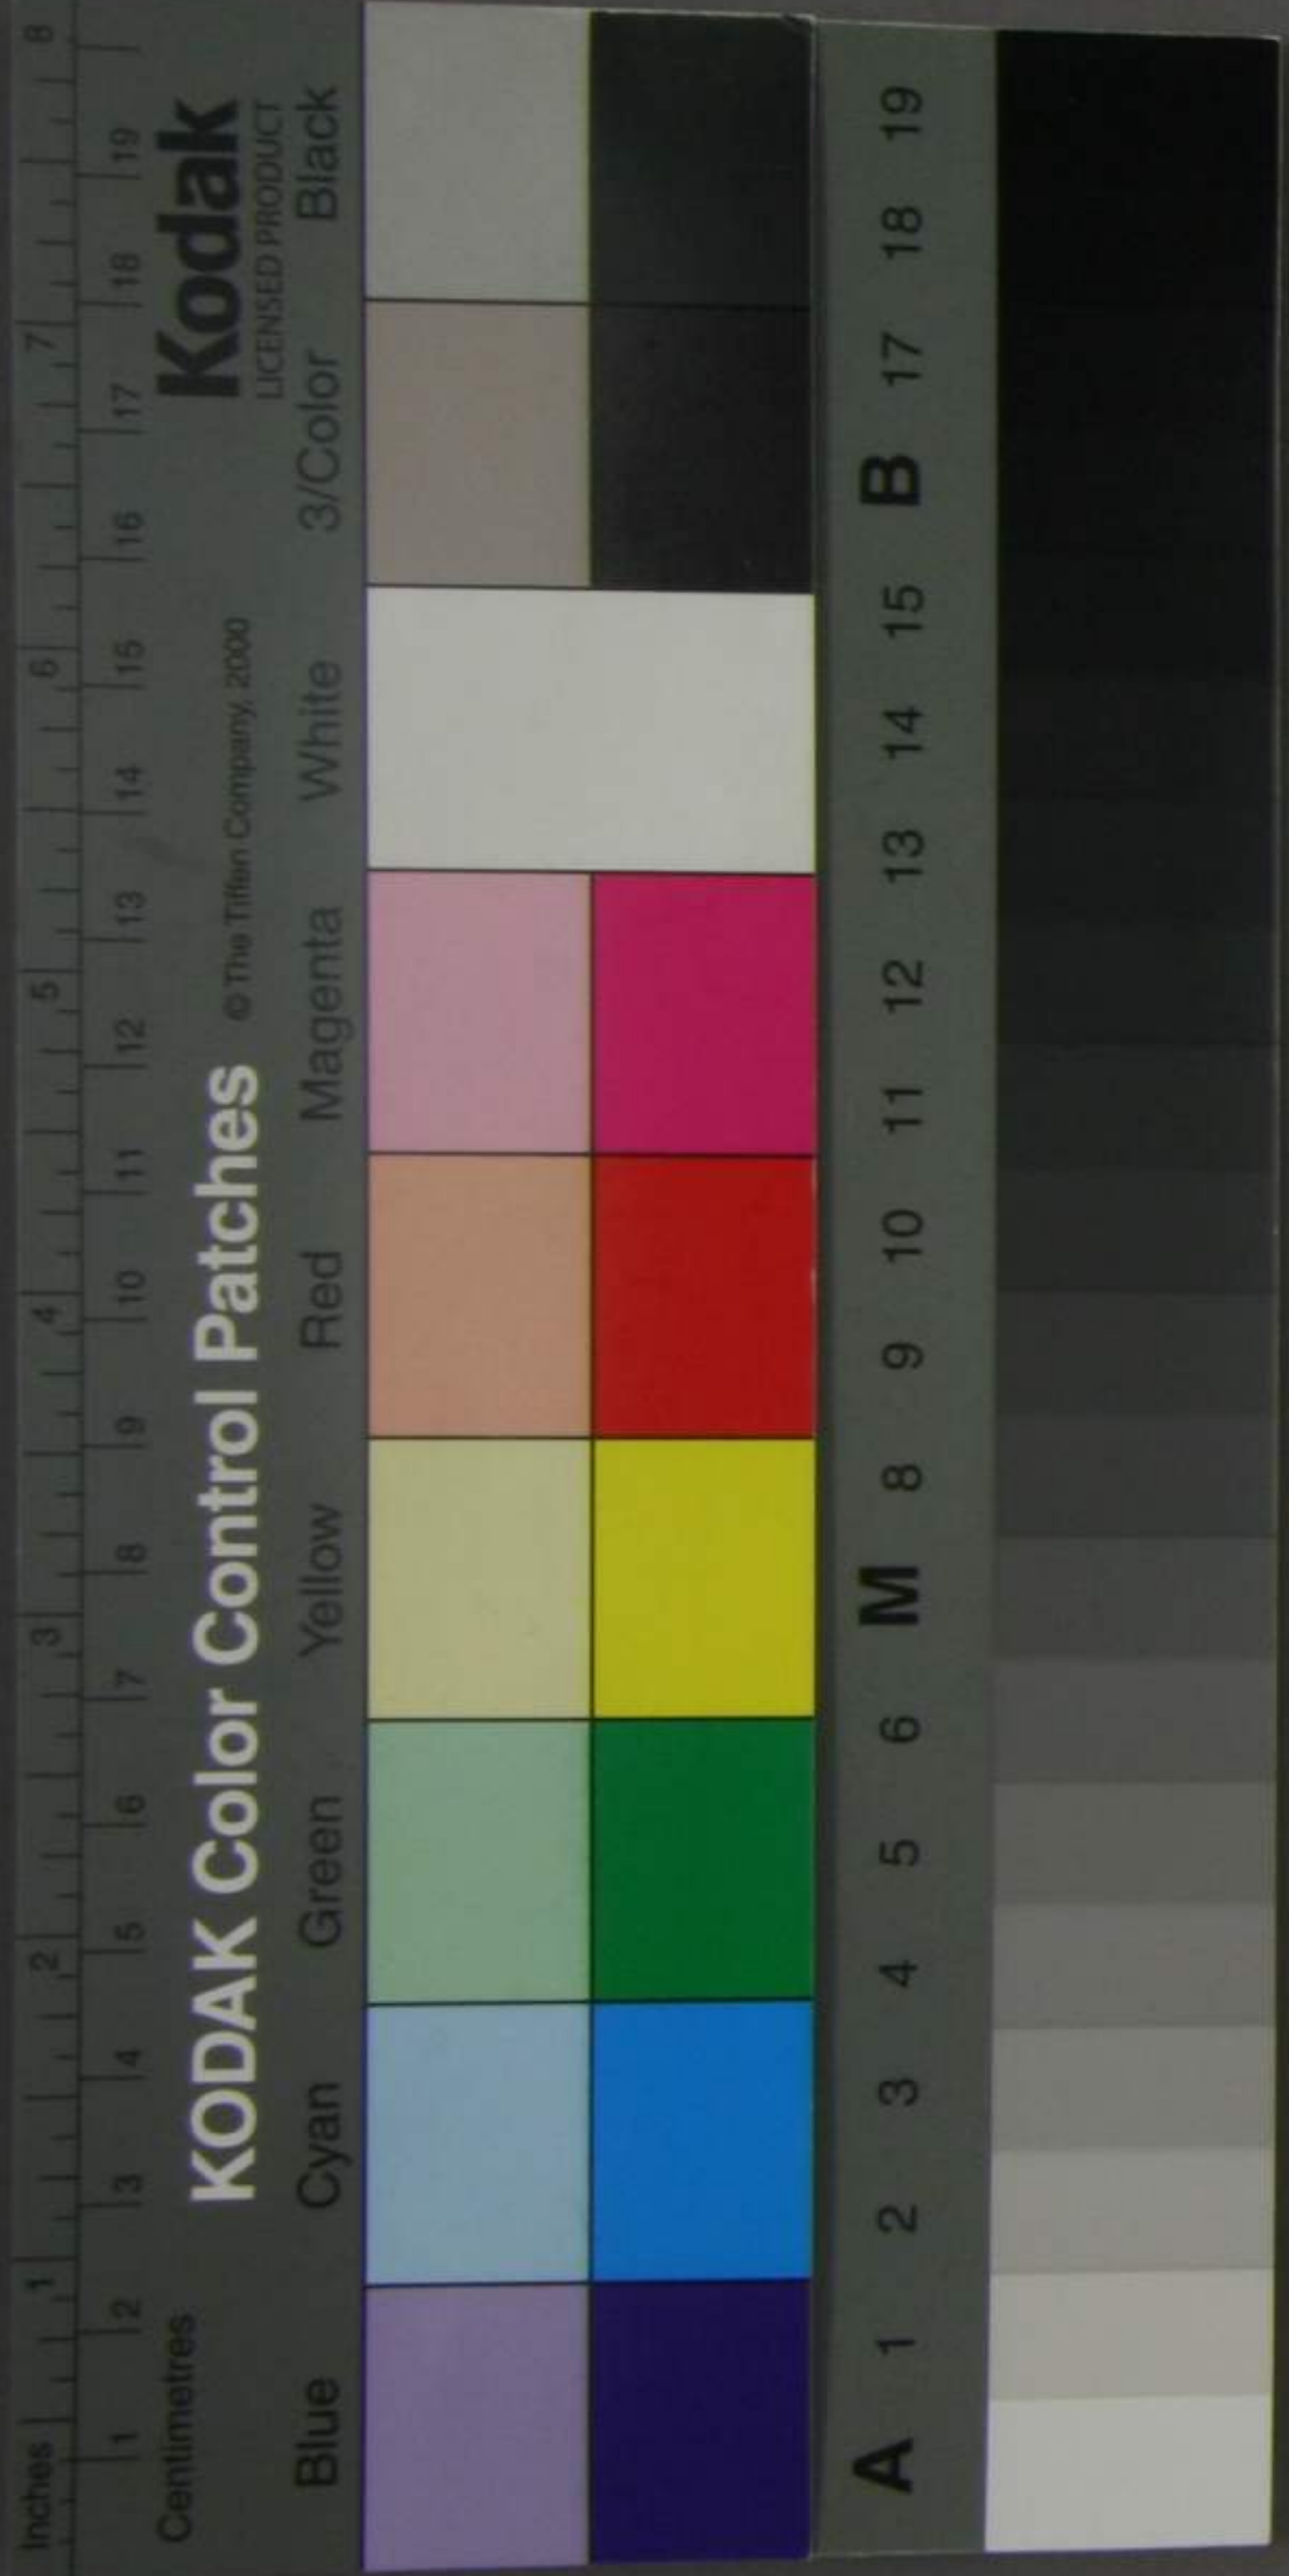 Inches 1 2 3 4 5 6 7 8
1 2 3 4 5 6 7 8 9 10 11 12 13 14 15 16 17 18 19
Centimetres
KODAK Color Control Patches © The Tiffen Company, 2000
Kodak
LICENSED PRODUCT
Blue Cyan Green Yellow Red Magenta White 3/Color Black
A 1 2 3 4 5 6 M 8 9 10 11 12 13 14 15 B 17 18 19